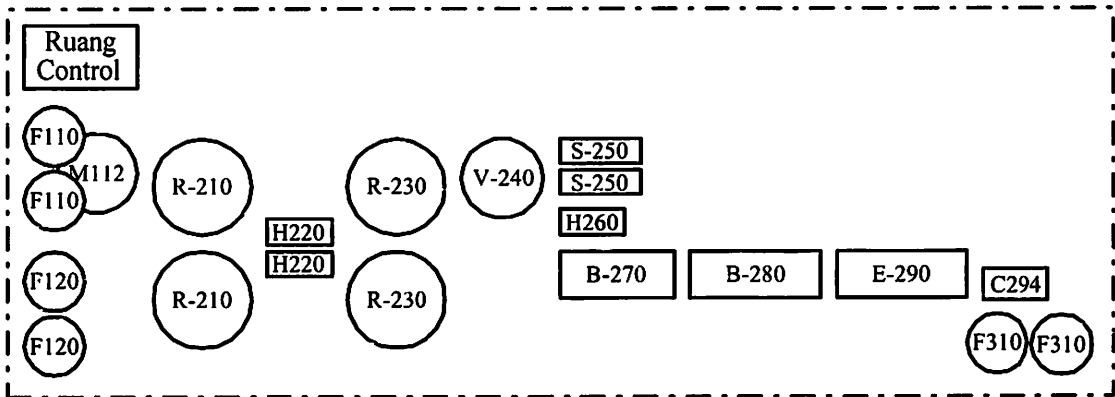 Ruang
Control
F110
M112
F110
F120
F120
R-210
R-210
H220
H220
R-230
R-230
V-240
S-250
S-250
H260
B-270
B-280
E-290
C294
F310
F310